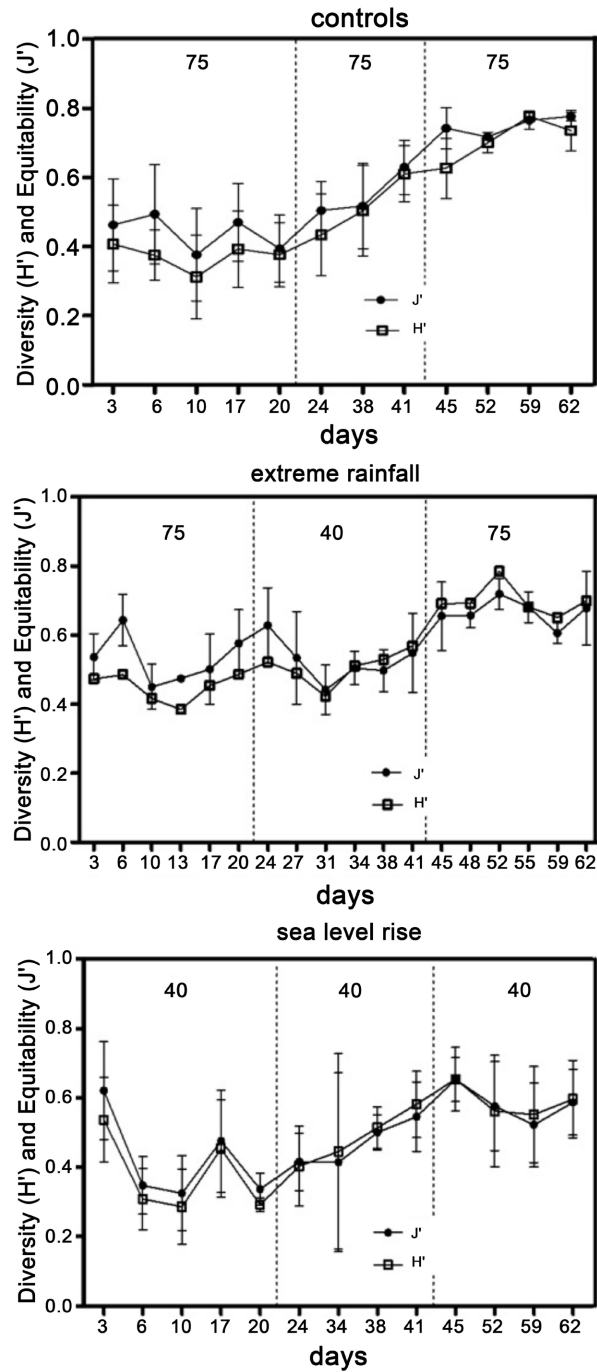 controls
Diversity (H') and Equitability (J')
1.0
0.8
0.6
0.4
0.2
0.0
75 75 75
J'
H'
3 6 10 17 20 24 38 41 45 52 59 62
days
extreme rainfall
Diversity (H') and Equitability (J')
1.0
0.8
0.6
0.4
0.2
0.0
75 40 75
J'
H'
3 6 10 13 17 20 24 27 31 34 38 41 45 48 52 55 59 62
days
sea level rise
Diversity (H') and Equitability (J')
1.0
0.8
0.6
0.4
0.2
0.0
40 40 40
J'
H'
3 6 10 17 20 24 34 38 41 45 52 59 62
days